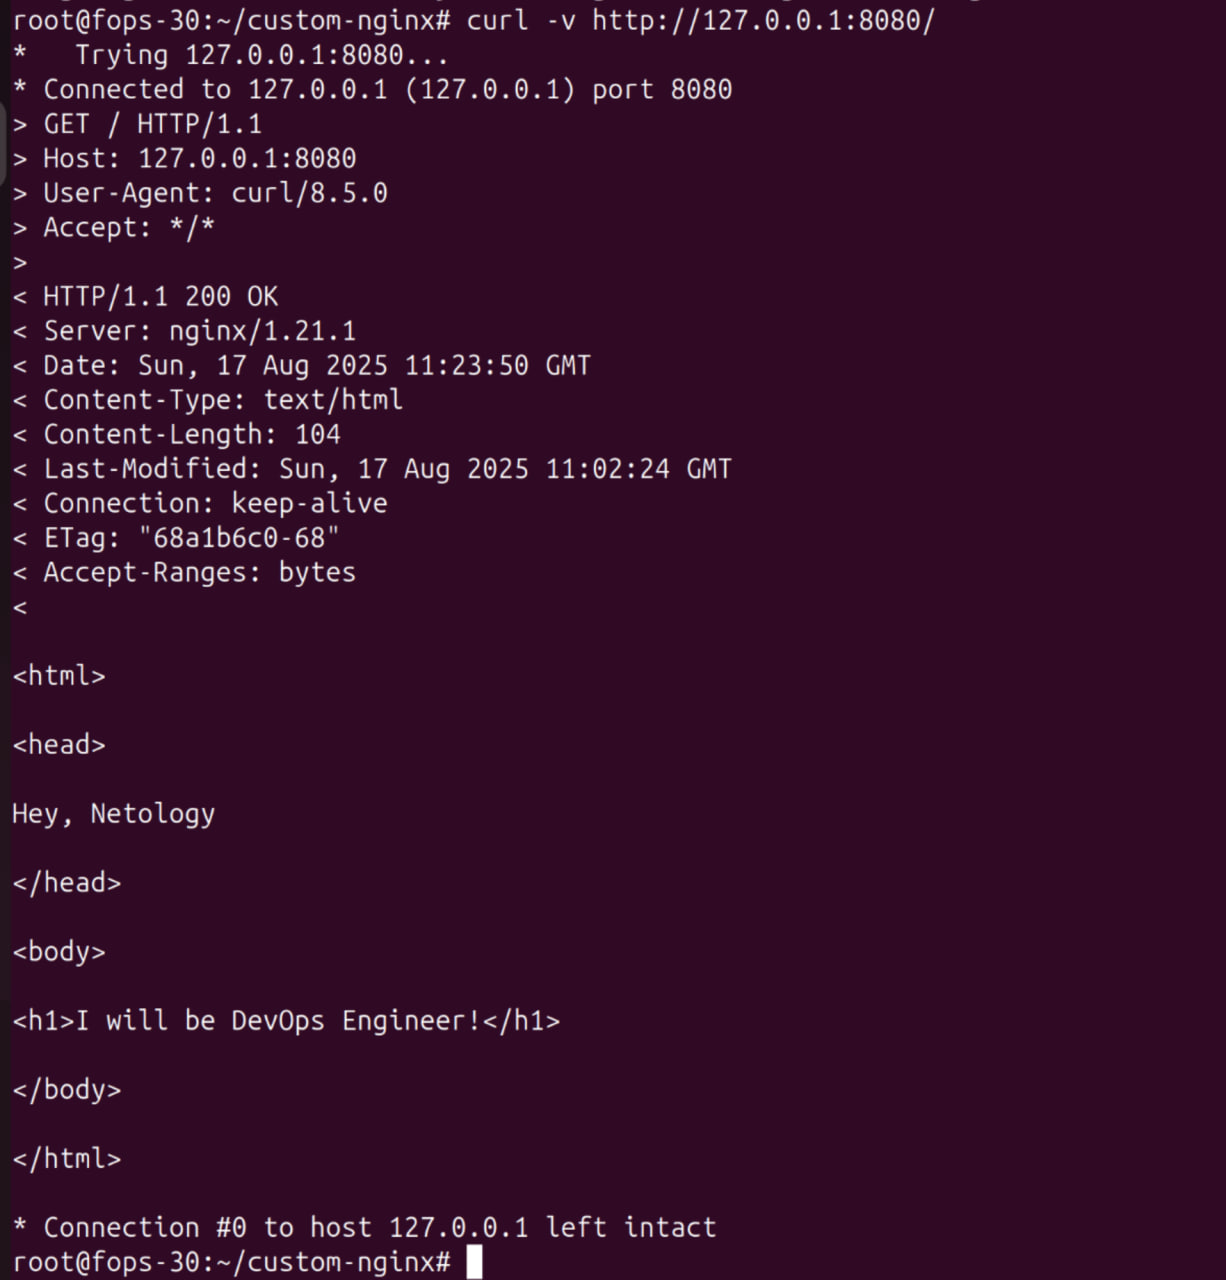 root@fops-30:~/custom-nginx# curl -v http://127.0.0.1:8080/
*   Trying 127.0.0.1:8080...
* Connected to 127.0.0.1 (127.0.0.1) port 8080
> GET / HTTP/1.1
> Host: 127.0.0.1:8080
> User-Agent: curl/8.5.0
> Accept: */*
>
< HTTP/1.1 200 OK
< Server: nginx/1.21.1
< Date: Sun, 17 Aug 2025 11:23:50 GMT
< Content-Type: text/html
< Content-Length: 104
< Last-Modified: Sun, 17 Aug 2025 11:02:24 GMT
< Connection: keep-alive
< ETag: "68a1b6c0-68"
< Accept-Ranges: bytes
<
<html>
<head>
Hey, Netology
</head>
<body>
<h1>I will be DevOps Engineer!</h1>
</body>
</html>
* Connection #0 to host 127.0.0.1 left intact
root@fops-30:~/custom-nginx#